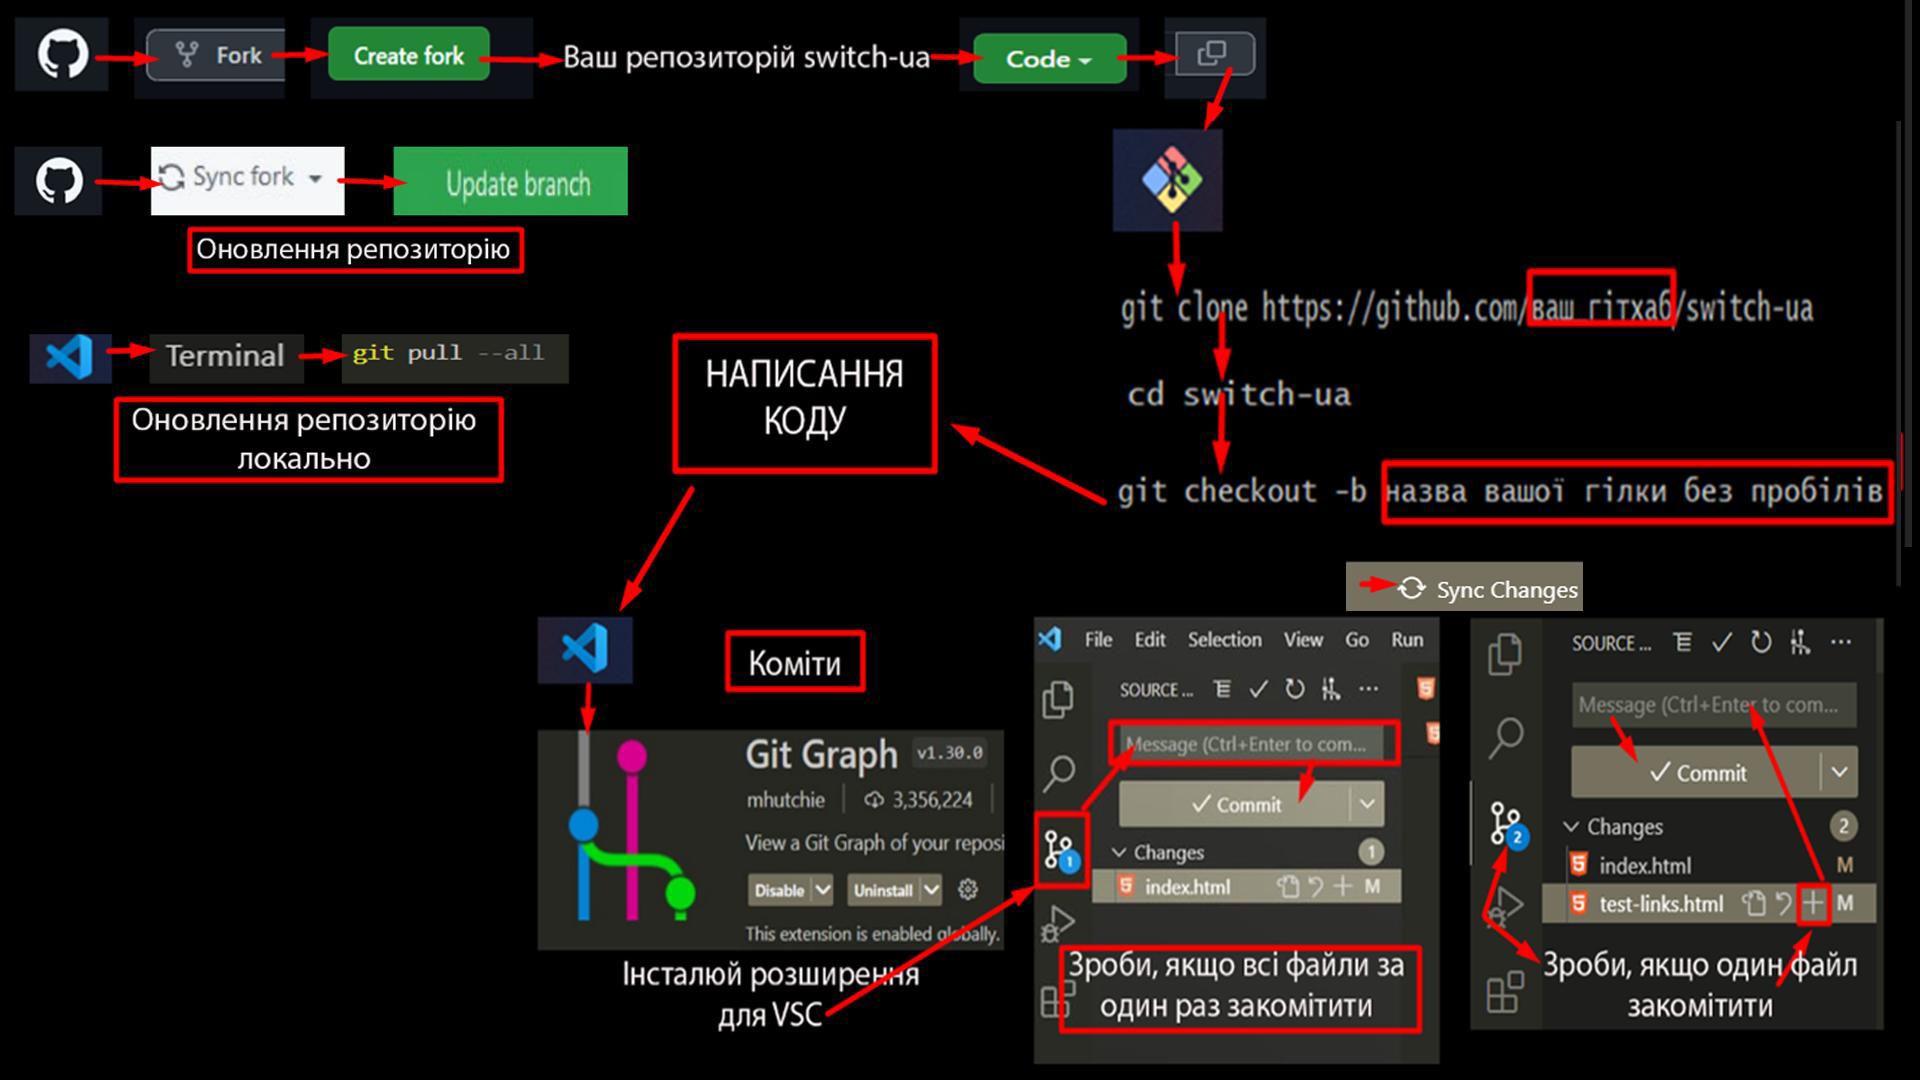 Fork
Create fork
Ваш репозиторій switch-ua
Code
Sync fork
Update branch
Оновлення репозиторію
git clone https://github.com/ваш гітхаб/switch-ua
Terminal
git pull --all
Оновлення репозиторію
локально
НАПИСАННЯ
КОДУ
cd switch-ua
git checkout -b назва вашої гілки без пробілів
Sync Changes
Коміти
Git Graph v1.30.0
mhutchie 3,356,224
View a Git Graph of your reposi
Disable Uninstall
This extension is enabled globally.
Інсталюй розширення
для VSC
File Edit Selection View Go Run
SOURCE ...
Message (Ctrl+Enter to com...
Commit
Changes 1
1
index.html M
Зроби, якщо всі файли за
один раз закомітити
SOURCE ...
Message (Ctrl+Enter to com...
Commit
Changes 2
2
index.html M
test-links.html M
Зроби, якщо один файл
закомітити